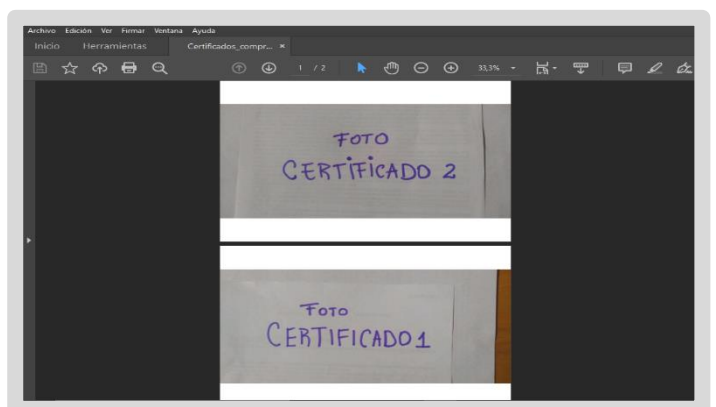 Archivo Edición Ver Firmar Ventana Ayuda
Inicio Herramientas Certificados_compr... ×
1 / 2 33,3%
FOTO
CERTIFICADO 2
FOTO
CERTIFICADO 1